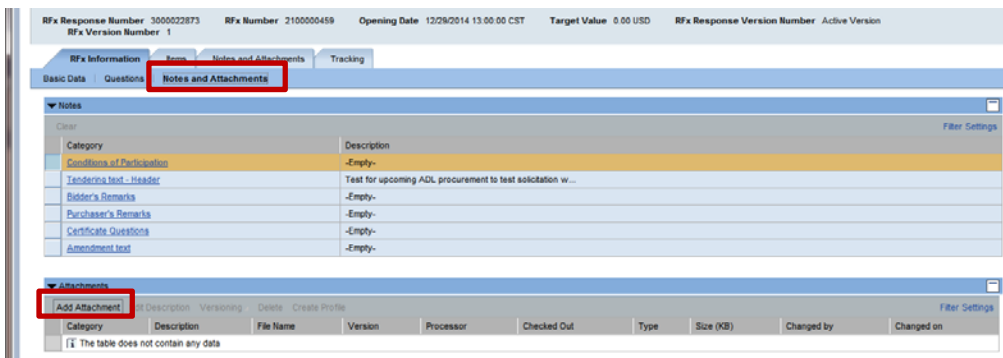 RFx Response Number 3000022873 RFx Number 2100000459 Opening Date 12/29/2014 13:00:00 CST Target Value 0.00 USD RFx Response Version Number Active Version
RFx Version Number 1
RFx Information Items Notes and Attachments Tracking
Basic Data Questions Notes and Attachments
Notes
Clear Filter Settings
Category Description
Conditions of Participation -Empty-
Tendering text - Header Test for upcoming ADL procurement to test solicitation w...
Bidder's Remarks -Empty-
Purchaser's Remarks -Empty-
Certificate Questions -Empty-
Amendment text -Empty-
Attachments
Add Attachment Description Versioning Delete Create Profile Filter Settings
Category Description File Name Version Processor Checked Out Type Size (KB) Changed by Changed on
The table does not contain any data